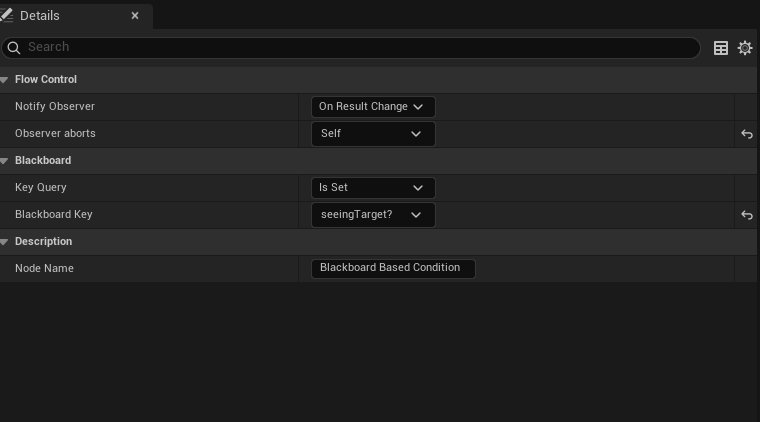 Details
Search
Flow Control
Notify Observer On Result Change
Observer aborts Self
Blackboard
Key Query Is Set
Blackboard Key seeingTarget?
Description
Node Name Blackboard Based Condition